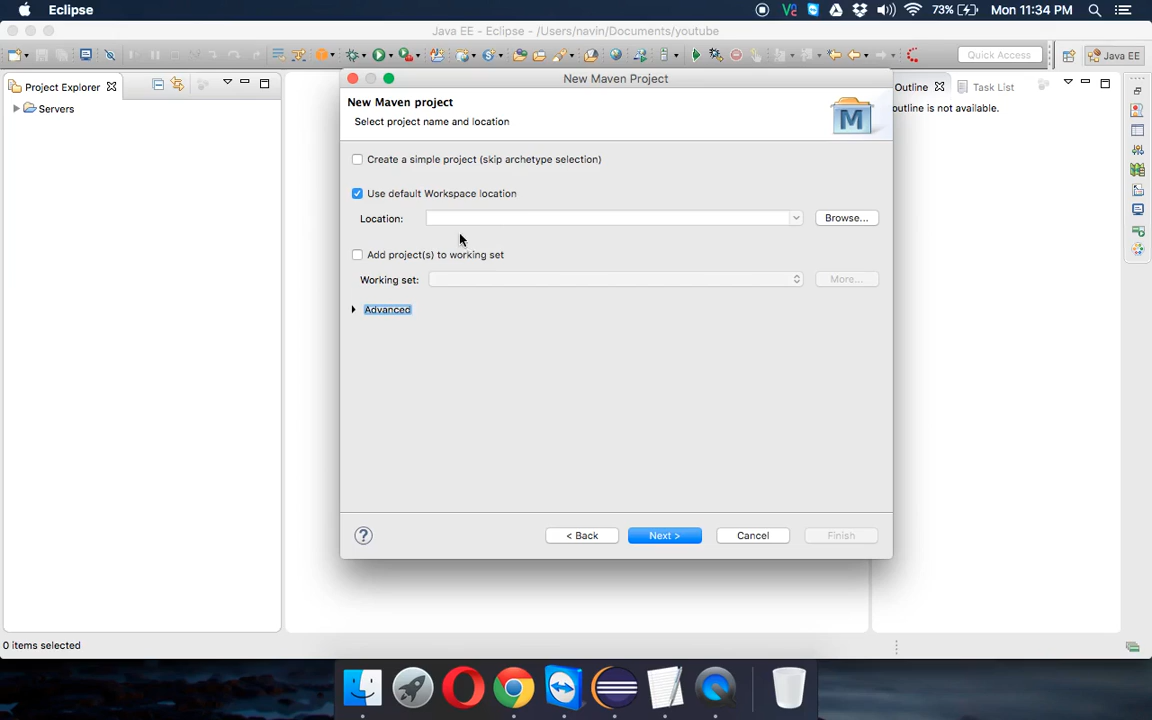 Eclipse
73%
Mon 11:34 PM
Java EE - Eclipse - /Users/navin/Documents/youtube
Quick Access
Java EE
Project Explorer
Servers
New Maven Project
New Maven project
Select project name and location
M
Create a simple project (skip archetype selection)
Use default Workspace location
Location:
Browse...
Add project(s) to working set
Working set:
More...
Advanced
?
< Back
Next >
Cancel
Finish
Outline
Task List
outline is not available.
0 items selected